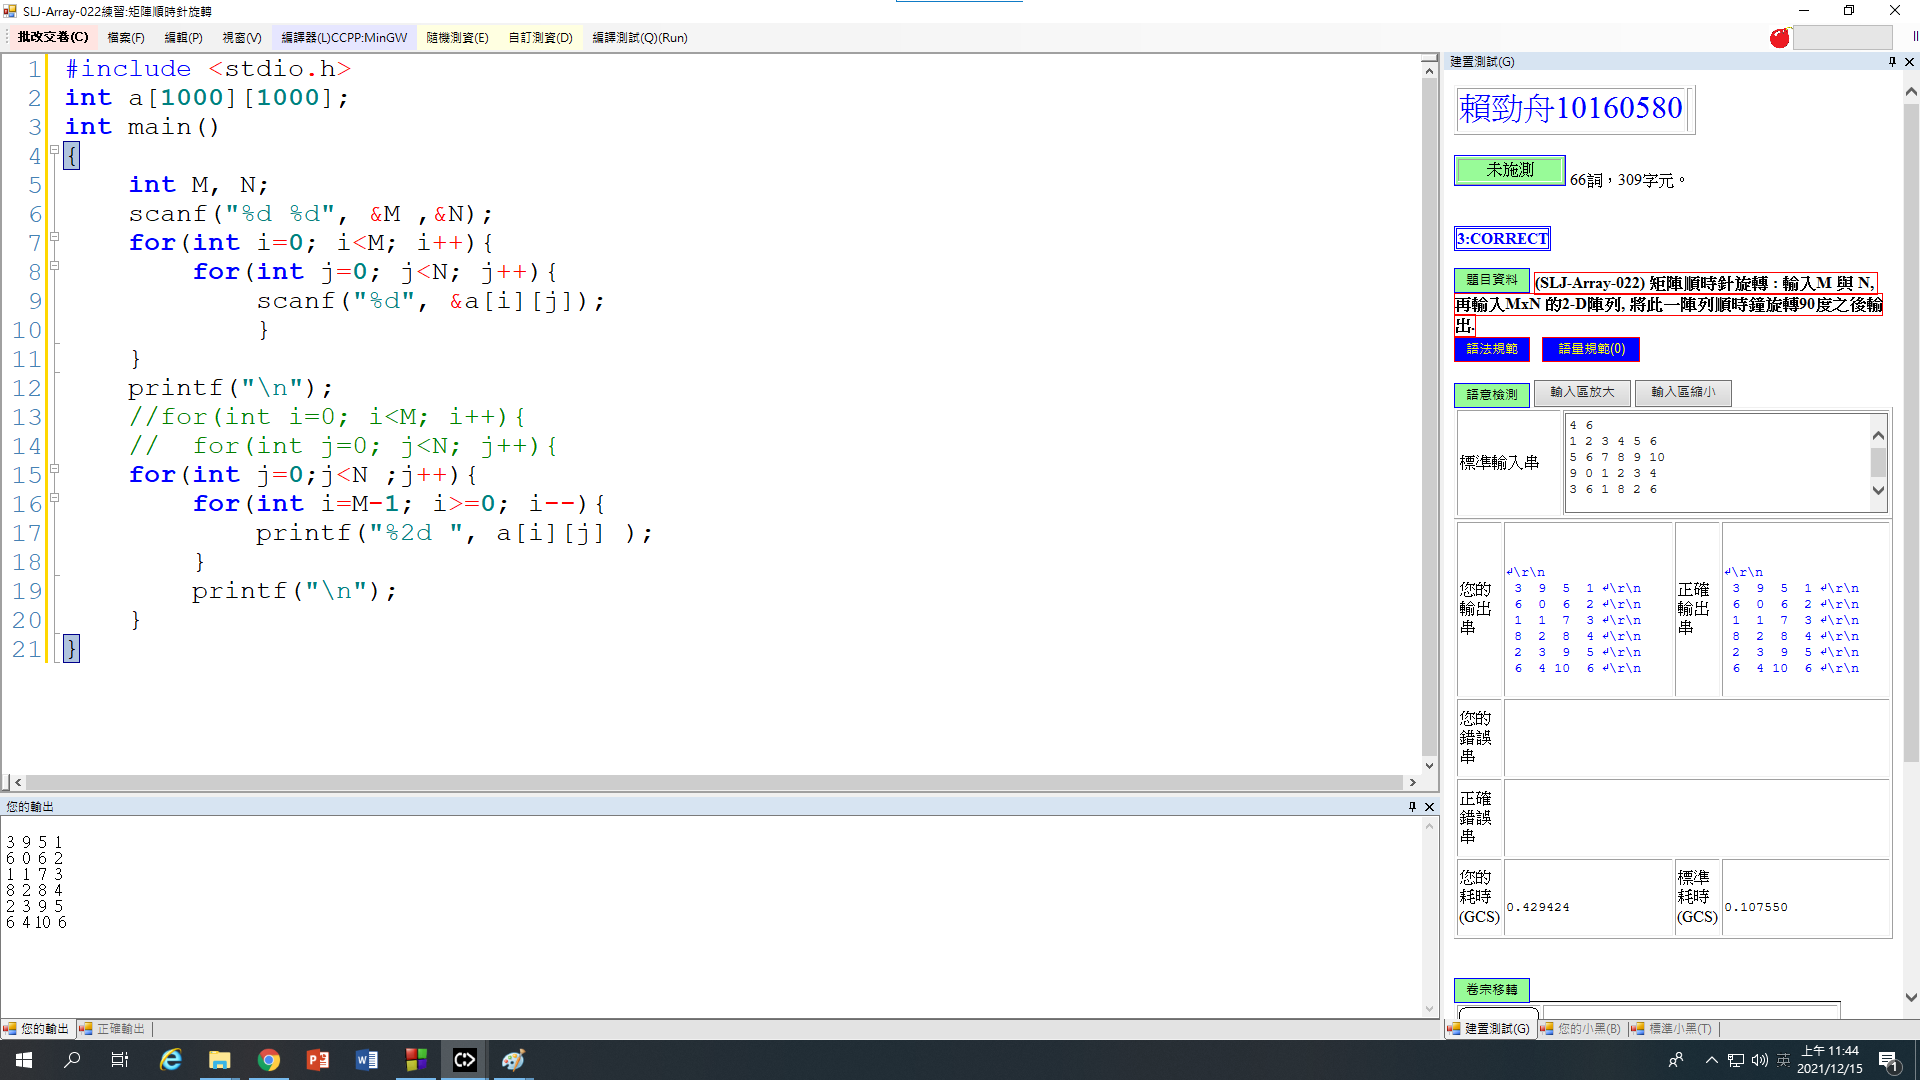 SLJ-Array-022練習:矩陣順時針旋轉
批改交卷(C) 檔案(F) 編輯(P) 視窗(V) 編譯器(L)CCPP:MinGW 隨機測資(E) 自訂測資(D) 編譯測試(Q)(Run)
1 #include <stdio.h>
2 int a[1000][1000];
3 int main()
4 {
5     int M, N;
6     scanf("%d %d", &M ,&N);
7     for(int i=0; i<M; i++){
8         for(int j=0; j<N; j++){
9             scanf("%d", &a[i][j]);
10             }
11     }
12     printf("\n");
13     //for(int i=0; i<M; i++){
14     //  for(int j=0; j<N; j++){
15     for(int j=0;j<N ;j++){
16         for(int i=M-1; i>=0; i--){
17             printf("%2d ", a[i][j] );
18         }
19         printf("\n");
20     }
21 }
您的輸出
3 9 5 1
6 0 6 2
1 1 7 3
8 2 8 4
2 3 9 5
6 4 10 6
您的輸出 正確輸出
建置測試(G)
賴勁舟10160580
未施測 66詞，309字元。
3:CORRECT
題目資料 (SLJ-Array-022) 矩陣順時針旋轉 : 輸入M 與 N,
再輸入MxN 的2-D陣列, 將此一陣列順時鐘旋轉90度之後輸
出.
語法規範 語量規範(0)
語意檢測 輸入區放大 輸入區縮小
標準輸入串
4 6
1 2 3 4 5 6
5 6 7 8 9 10
9 0 1 2 3 4
3 6 1 8 2 6
您的輸出串
↲\r\n
3 9 5 1 ↲\r\n
6 0 6 2 ↲\r\n
1 1 7 3 ↲\r\n
8 2 8 4 ↲\r\n
2 3 9 5 ↲\r\n
6 4 10 6 ↲\r\n
正確輸出串
↲\r\n
3 9 5 1 ↲\r\n
6 0 6 2 ↲\r\n
1 1 7 3 ↲\r\n
8 2 8 4 ↲\r\n
2 3 9 5 ↲\r\n
6 4 10 6 ↲\r\n
您的錯誤串
正確錯誤串
您的耗時(GCS) 0.429424 標準耗時(GCS) 0.107550
卷宗移轉
建置測試(G) 您的小黑(B) 標準小黑(T)
英 上午 11:44
2021/12/15
1